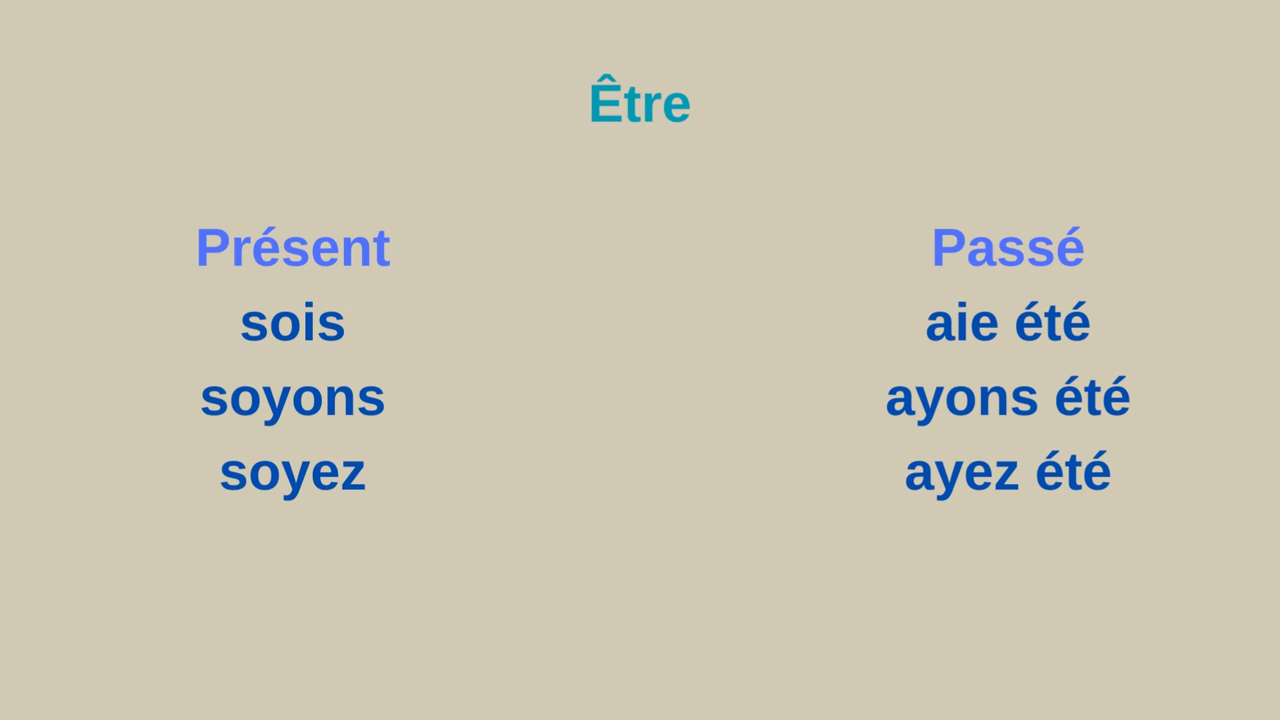 Être
Présent
sois
soyons
soyez
Passé
aie été
ayons été
ayez été